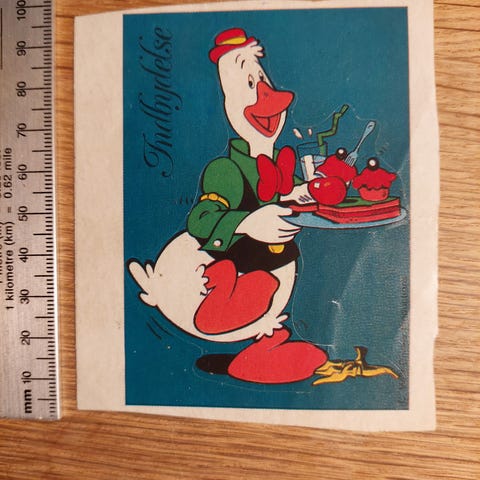 Indbydelse
1 kilometre (km) = 0.62 mile
mm 10 20 30 40 50 60 70 80 90 100